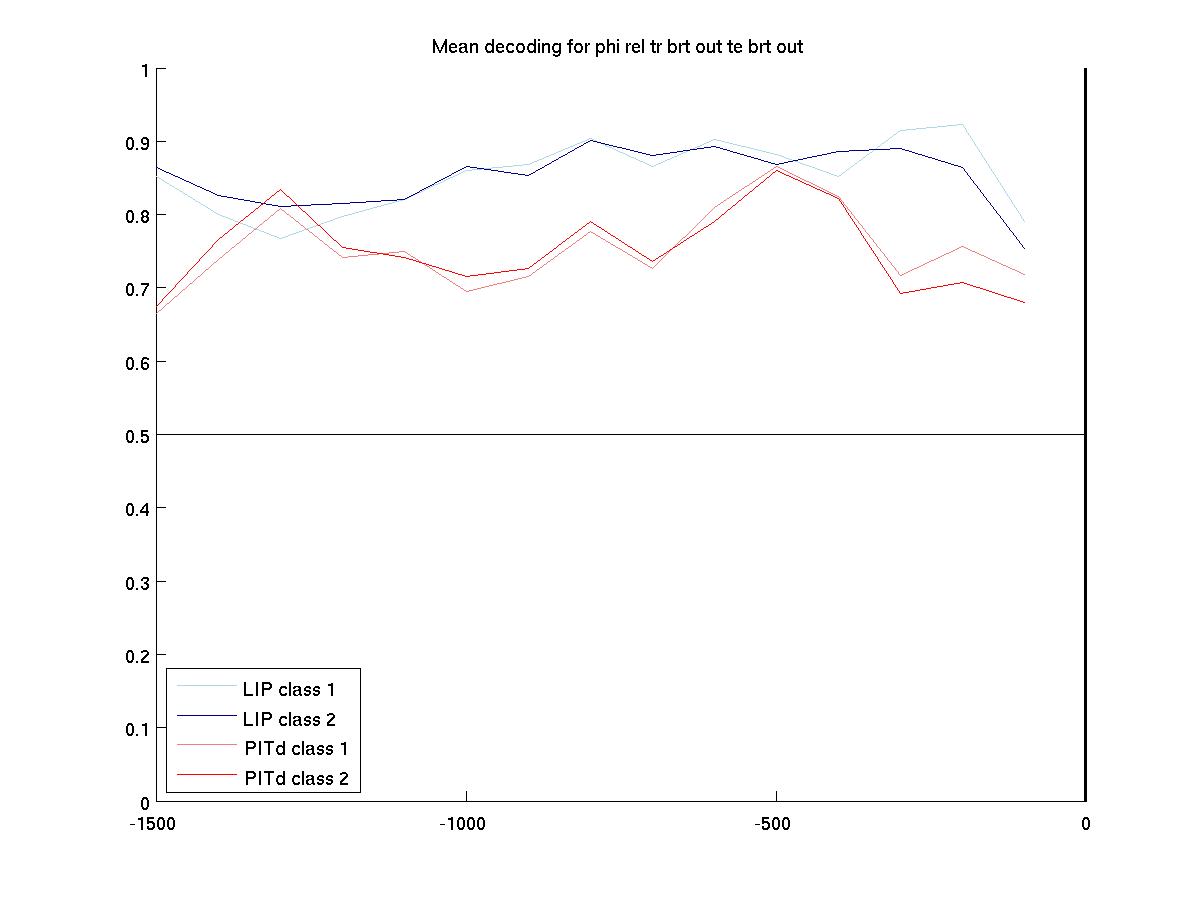 Mean decoding for phi rel tr brt out te brt out
1
0.9
0.8
0.7
0.6
0.5
0.4
0.3
0.2
0.1
0
LIP class 1
LIP class 2
PITd class 1
PITd class 2
-1500 -1000 -500 0